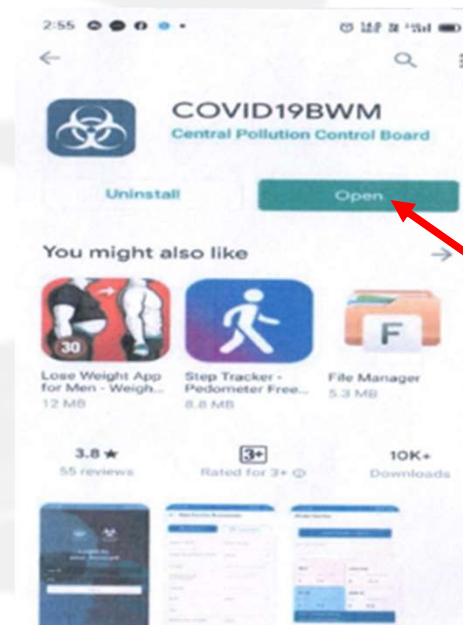 2:55
COVID19BWM
Central Pollution Control Board
Uninstall
Open
You might also like
30
F
Lose Weight App
for Men - Weigh...
12 MB
Step Tracker -
Pedometer Free...
8.8 MB
File Manager
5.3 MB
3.8 ★
55 reviews
3+
Rated for 3+
10K+
Downloads